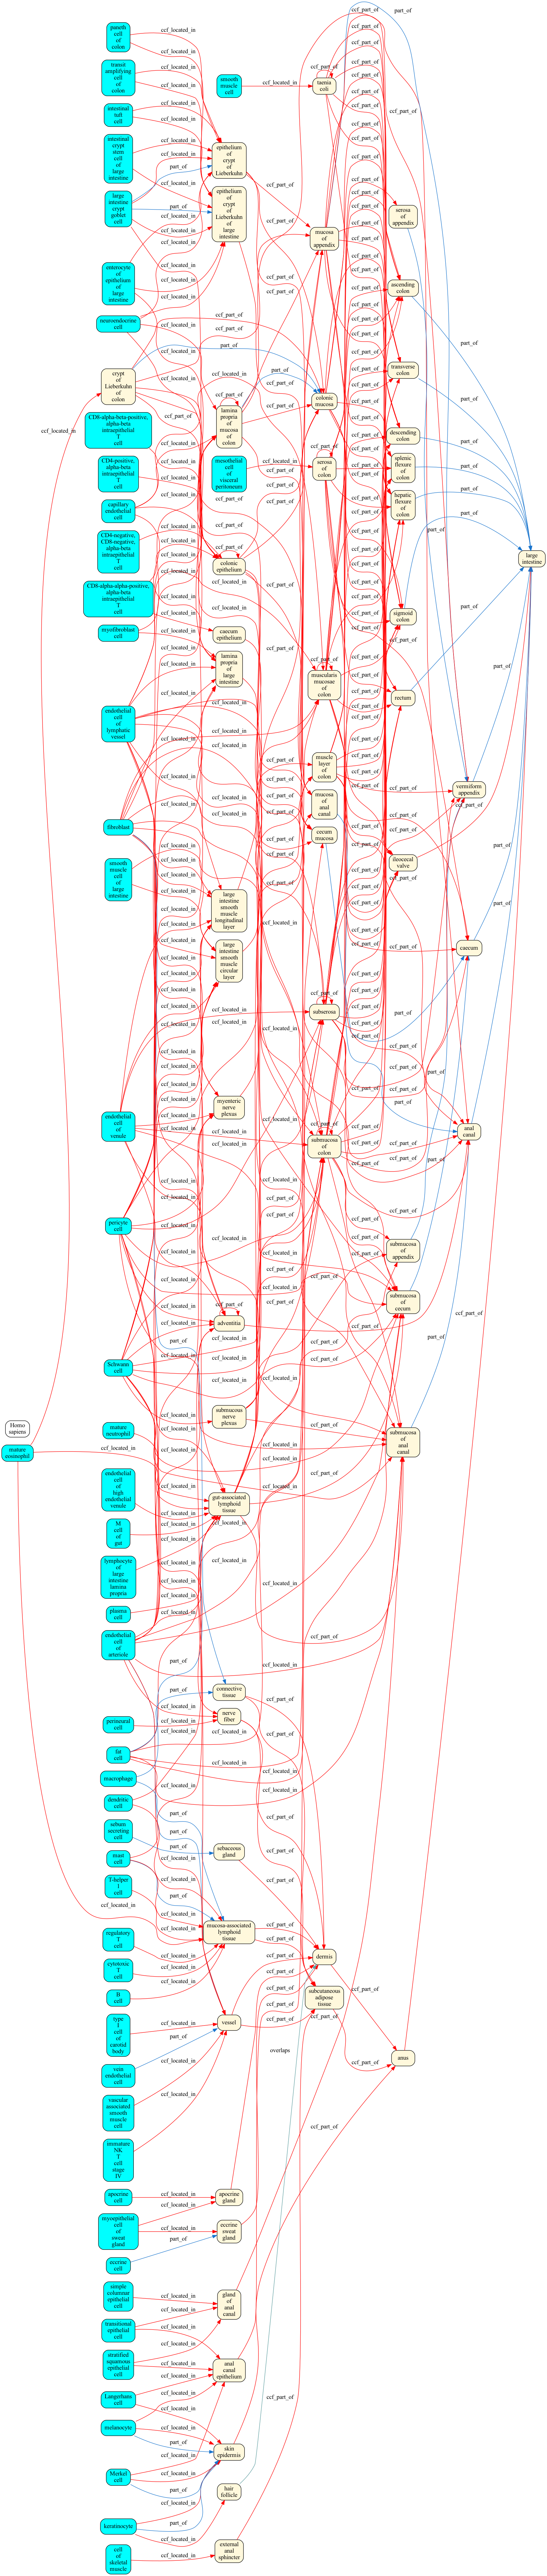 paneth
cell
of
colon
transit
amplifying
cell
of
colon
intestinal
tuft
cell
intestinal
crypt
stem
cell
of
large
intestine
large
intestine
crypt
goblet
cell
enterocyte
of
epithelium
of
large
intestine
neuroendocrine
cell
crypt
of
Lieberkuhn
of
colon
CD8-alpha-beta-positive,
alpha-beta
intraepithelial
T
cell
CD4-positive,
alpha-beta
intraepithelial
T
cell
capillary
endothelial
cell
CD4-negative,
CD8-negative,
alpha-beta
intraepithelial
T
cell
CD8-alpha-alpha-positive,
alpha-beta
intraepithelial
T
cell
myofibroblast
cell
endothelial
cell
of
lymphatic
vessel
fibroblast
smooth
muscle
cell
of
large
intestine
endothelial
cell
of
venule
pericyte
cell
Schwann
cell
Homo
sapiens
mature
eosinophil
mature
neutrophil
endothelial
cell
of
high
endothelial
venule
M
cell
of
gut
lymphocyte
of
large
intestine
lamina
propria
plasma
cell
endothelial
cell
of
arteriole
perineural
cell
fat
cell
macrophage
dendritic
cell
sebum
secreting
cell
mast
cell
T-helper
1
cell
regulatory
T
cell
cytotoxic
T
cell
B
cell
type
I
cell
of
carotid
body
vein
endothelial
cell
vascular
associated
smooth
muscle
cell
immature
NK
T
cell
stage
IV
apocrine
cell
myoepithelial
cell
of
sweat
gland
eccrine
cell
simple
columnar
epithelial
cell
transitional
epithelial
cell
stratified
squamous
epithelial
cell
Langerhans
cell
melanocyte
Merkel
cell
keratinocyte
cell
of
skeletal
muscle
smooth
muscle
cell
epithelium
of
crypt
of
Lieberkuhn
epithelium
of
crypt
of
Lieberkuhn
of
large
intestine
lamina
propria
of
mucosa
of
colon
mesothelial
cell
of
visceral
peritoneum
colonic
epithelium
caecum
epithelium
lamina
propria
of
large
intestine
large
intestine
smooth
muscle
longitudinal
layer
large
intestine
smooth
muscle
circular
layer
myenteric
nerve
plexus
adventitia
submucous
nerve
plexus
gut-associated
lymphoid
tissue
connective
tissue
nerve
fiber
sebaceous
gland
mucosa-associated
lymphoid
tissue
vessel
apocrine
gland
eccrine
sweat
gland
gland
of
anal
canal
anal
canal
epithelium
skin
epidermis
hair
follicle
external
anal
sphincter
taenia
coli
mucosa
of
appendix
colonic
mucosa
serosa
of
colon
muscularis
mucosae
of
colon
muscle
layer
of
colon
mucosa
of
anal
canal
cecum
mucosa
subserosa
submucosa
of
colon
dermis
subcutaneous
adipose
tissue
serosa
of
appendix
ascending
colon
transverse
colon
descending
colon
splenic
flexure
of
colon
hepatic
flexure
of
colon
sigmoid
colon
rectum
ileocecal
valve
submucosa
of
appendix
submucosa
of
cecum
submucosa
of
anal
canal
anus
vermiform
appendix
caecum
anal
canal
large
intestine
ccf_located_in
part_of
ccf_part_of
overlaps